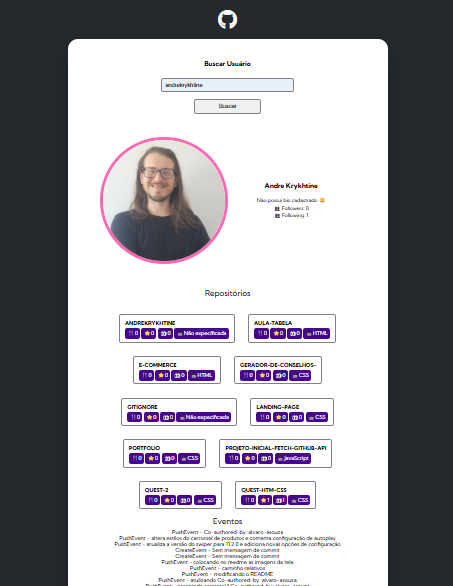 Buscar Usuário
andrekrykhtine
Buscar
Andre Krykhtine
Não possui bio cadastrado 😥
👥 Followers: 0
👥 Following: 1
Repositórios
ANDREKRYKHTINE
🍴 0 ⭐ 0 👀 0 Não especificada
AULA-TABELA
🍴 0 ⭐ 0 👀 0 HTML
E-COMMERCE
🍴 0 ⭐ 0 👀 0 HTML
GERADOR-DE-CONSELHOS-
🍴 0 ⭐ 0 👀 0 CSS
GITIGNORE
🍴 0 ⭐ 0 👀 0 Não especificada
LANDING-PAGE
🍴 0 ⭐ 0 👀 0 CSS
PORTFOLIO
🍴 0 ⭐ 0 👀 0 CSS
PROJETO-INICIAL-FETCH-GITHUB-API
🍴 0 ⭐ 0 👀 0 JavaScript
QUEST-2
🍴 0 ⭐ 0 👀 0 CSS
QUEST-HTM-CSS
🍴 0 ⭐ 1 👀 1 CSS
Eventos
PushEvent - Co-authored-by: alvaro-asouza
PushEvent - altera estilos do carrossel de produtos e comenta configuração de autoplay
PushEvent - atualiza a versão do swiper para 11.2.0 e adiciona novas opções de configuração
CreateEvent - Sem mensagem de commit
CreateEvent - Sem mensagem de commit
PushEvent - colocando no readme as imagens da tela
PushEvent - caminho relativos
PushEvent - modificando o README
PushEvent - atulizando Co-authored-by: alvaro-asouza